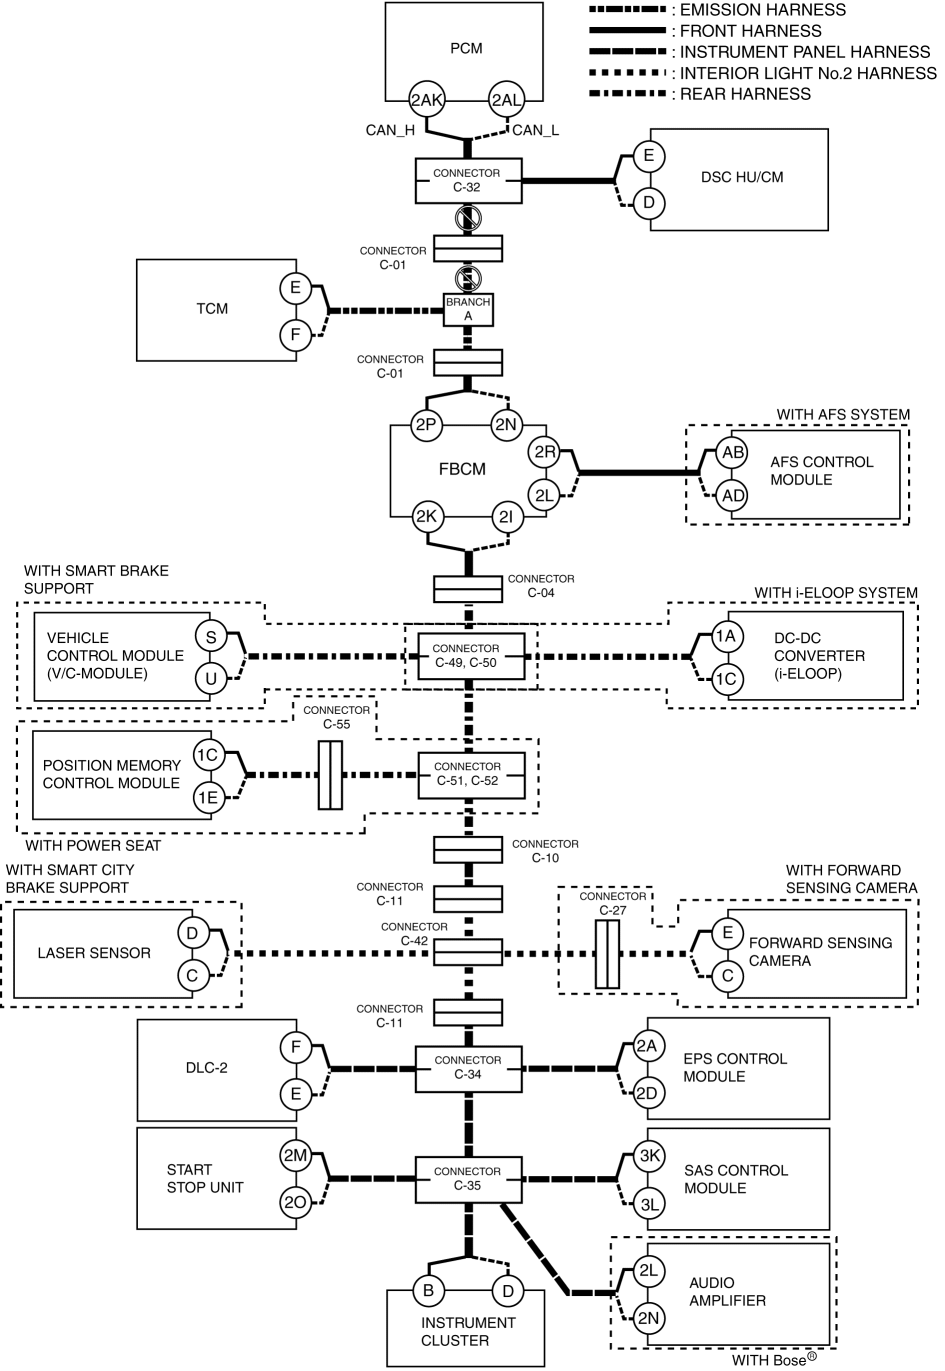 : EMISSION HARNESS
: FRONT HARNESS
: INSTRUMENT PANEL HARNESS
: INTERIOR LIGHT No.2 HARNESS
: REAR HARNESS
PCM
2AK
2AL
CAN_H
CAN_L
CONNECTOR
C-32
E
D
DSC HU/CM
CONNECTOR
C-01
TCM
E
F
BRANCH
A
CONNECTOR
C-01
2P
2N
FBCM
2R
2L
2K
2I
WITH AFS SYSTEM
AB
AD
AFS CONTROL
MODULE
CONNECTOR
C-04
WITH SMART BRAKE
SUPPORT
VEHICLE
CONTROL MODULE
(V/C-MODULE)
S
U
CONNECTOR
C-49, C-50
WITH i-ELOOP SYSTEM
1A
1C
DC-DC
CONVERTER
(i-ELOOP)
CONNECTOR
C-55
POSITION MEMORY
CONTROL MODULE
1C
1E
CONNECTOR
C-51, C-52
WITH POWER SEAT
CONNECTOR
C-10
WITH SMART CITY
BRAKE SUPPORT
CONNECTOR
C-11
LASER SENSOR
D
C
CONNECTOR
C-42
WITH FORWARD
SENSING CAMERA
CONNECTOR
C-27
E
C
FORWARD SENSING
CAMERA
CONNECTOR
C-11
DLC-2
F
E
CONNECTOR
C-34
2A
2D
EPS CONTROL
MODULE
START
STOP UNIT
2M
2O
CONNECTOR
C-35
3K
3L
SAS CONTROL
MODULE
B
D
INSTRUMENT
CLUSTER
2L
2N
AUDIO
AMPLIFIER
WITH Bose®